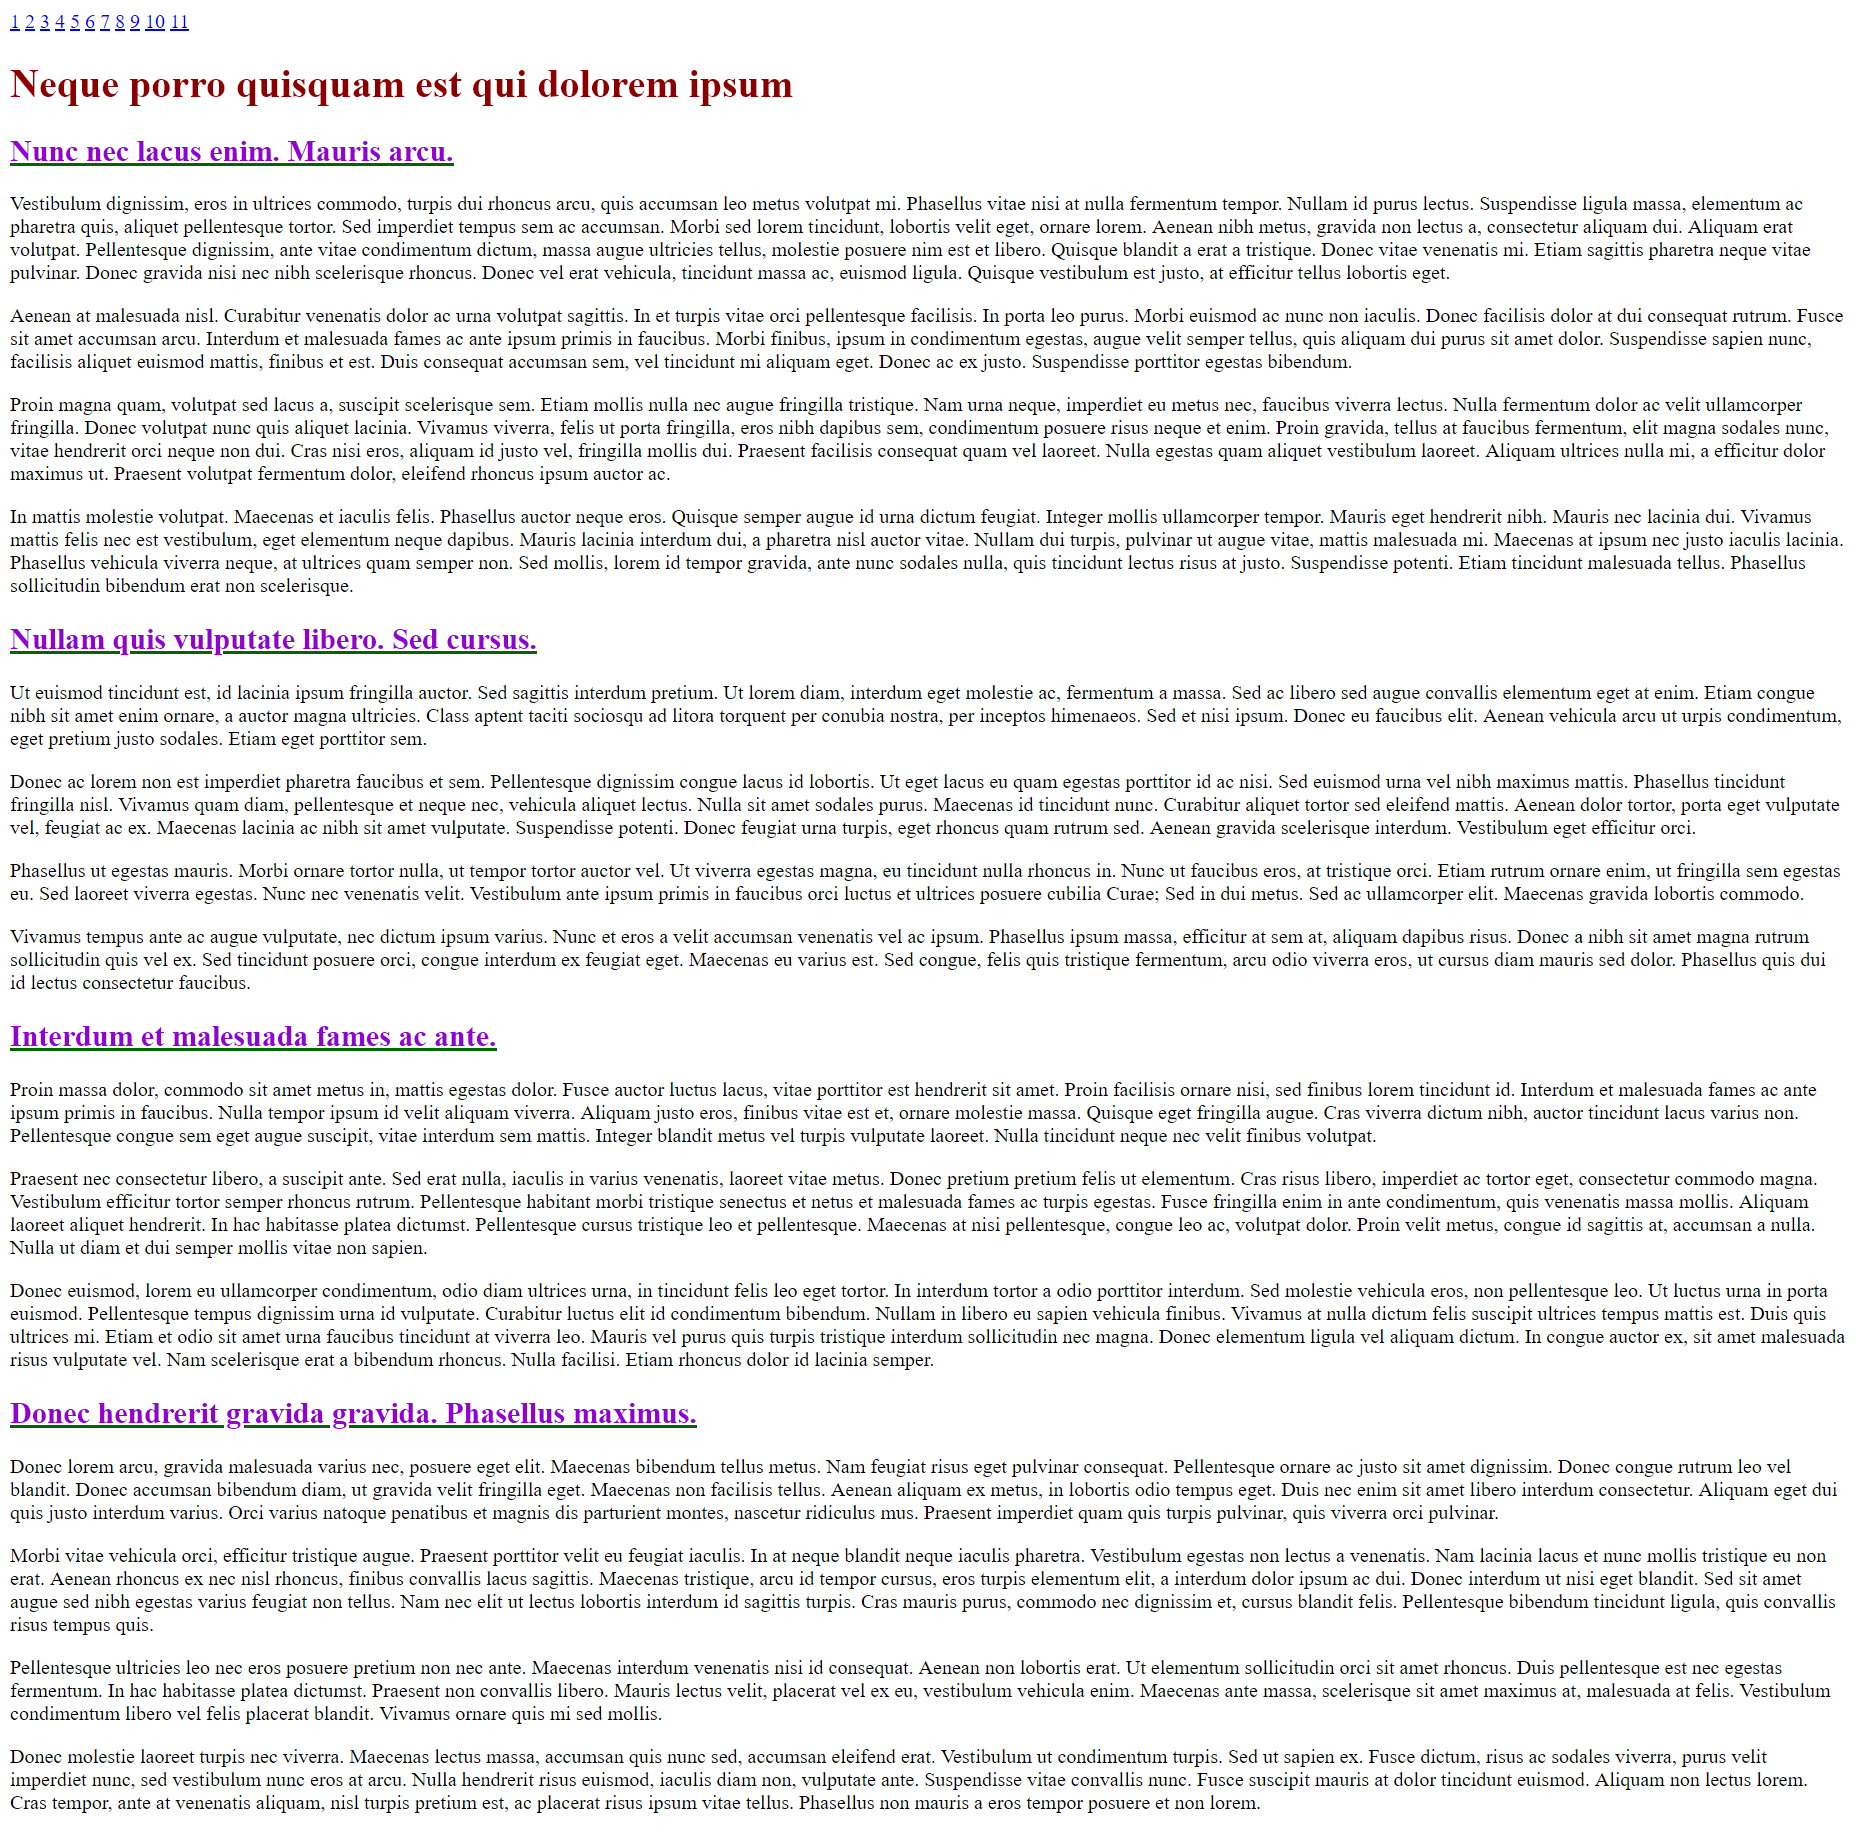 1 2 3 4 5 6 7 8 9 10 11
Neque porro quisquam est qui dolorem ipsum
Nunc nec lacus enim. Mauris arcu.
Vestibulum dignissim, eros in ultrices commodo, turpis dui rhoncus arcu, quis accumsan leo metus volutpat mi. Phasellus vitae nisi at nulla fermentum tempor. Nullam id purus lectus. Suspendisse ligula massa, elementum ac
pharetra quis, aliquet pellentesque tortor. Sed imperdiet tempus sem ac accumsan. Morbi sed lorem tincidunt, lobortis velit eget, ornare lorem. Aenean nibh metus, gravida non lectus a, consectetur aliquam dui. Aliquam erat
volutpat. Pellentesque dignissim, ante vitae condimentum dictum, massa augue ultricies tellus, molestie posuere nim est et libero. Quisque blandit a erat a tristique. Donec vitae venenatis mi. Etiam sagittis pharetra neque vitae
pulvinar. Donec gravida nisi nec nibh scelerisque rhoncus. Donec vel erat vehicula, tincidunt massa ac, euismod ligula. Quisque vestibulum est justo, at efficitur tellus lobortis eget.
Aenean at malesuada nisl. Curabitur venenatis dolor ac urna volutpat sagittis. In et turpis vitae orci pellentesque facilisis. In porta leo purus. Morbi euismod ac nunc non iaculis. Donec facilisis dolor at dui consequat rutrum. Fusce
sit amet accumsan arcu. Interdum et malesuada fames ac ante ipsum primis in faucibus. Morbi finibus, ipsum in condimentum egestas, augue velit semper tellus, quis aliquam dui purus sit amet dolor. Suspendisse sapien nunc,
facilisis aliquet euismod mattis, finibus et est. Duis consequat accumsan sem, vel tincidunt mi aliquam eget. Donec ac ex justo. Suspendisse porttitor egestas bibendum.
Proin magna quam, volutpat sed lacus a, suscipit scelerisque sem. Etiam mollis nulla nec augue fringilla tristique. Nam urna neque, imperdiet eu metus nec, faucibus viverra lectus. Nulla fermentum dolor ac velit ullamcorper
fringilla. Donec volutpat nunc quis aliquet lacinia. Vivamus viverra, felis ut porta fringilla, eros nibh dapibus sem, condimentum posuere risus neque et enim. Proin gravida, tellus at faucibus fermentum, elit magna sodales nunc,
vitae hendrerit orci neque non dui. Cras nisi eros, aliquam id justo vel, fringilla mollis dui. Praesent facilisis consequat quam vel laoreet. Nulla egestas quam aliquet vestibulum laoreet. Aliquam ultrices nulla mi, a efficitur dolor
maximus ut. Praesent volutpat fermentum dolor, eleifend rhoncus ipsum auctor ac.
In mattis molestie volutpat. Maecenas et iaculis felis. Phasellus auctor neque eros. Quisque semper augue id urna dictum feugiat. Integer mollis ullamcorper tempor. Mauris eget hendrerit nibh. Mauris nec lacinia dui. Vivamus
mattis felis nec est vestibulum, eget elementum neque dapibus. Mauris lacinia interdum dui, a pharetra nisl auctor vitae. Nullam dui turpis, pulvinar ut augue vitae, mattis malesuada mi. Maecenas at ipsum nec justo iaculis lacinia.
Phasellus vehicula viverra neque, at ultrices quam semper non. Sed mollis, lorem id tempor gravida, ante nunc sodales nulla, quis tincidunt lectus risus at justo. Suspendisse potenti. Etiam tincidunt malesuada tellus. Phasellus
sollicitudin bibendum erat non scelerisque.
Nullam quis vulputate libero. Sed cursus.
Ut euismod tincidunt est, id lacinia ipsum fringilla auctor. Sed sagittis interdum pretium. Ut lorem diam, interdum eget molestie ac, fermentum a massa. Sed ac libero sed augue convallis elementum eget at enim. Etiam congue
nibh sit amet enim ornare, a auctor magna ultricies. Class aptent taciti sociosqu ad litora torquent per conubia nostra, per inceptos himenaeos. Sed et nisi ipsum. Donec eu faucibus elit. Aenean vehicula arcu ut urpis condimentum,
eget pretium justo sodales. Etiam eget porttitor sem.
Donec ac lorem non est imperdiet pharetra faucibus et sem. Pellentesque dignissim congue lacus id lobortis. Ut eget lacus eu quam egestas porttitor id ac nisi. Sed euismod urna vel nibh maximus mattis. Phasellus tincidunt
fringilla nisl. Vivamus quam diam, pellentesque et neque nec, vehicula aliquet lectus. Nulla sit amet sodales purus. Maecenas id tincidunt nunc. Curabitur aliquet tortor sed eleifend mattis. Aenean dolor tortor, porta eget vulputate
vel, feugiat ac ex. Maecenas lacinia ac nibh sit amet vulputate. Suspendisse potenti. Donec feugiat urna turpis, eget rhoncus quam rutrum sed. Aenean gravida scelerisque interdum. Vestibulum eget efficitur orci.
Phasellus ut egestas mauris. Morbi ornare tortor nulla, ut tempor tortor auctor vel. Ut viverra egestas magna, eu tincidunt nulla rhoncus in. Nunc ut faucibus eros, at tristique orci. Etiam rutrum ornare enim, ut fringilla sem egestas
eu. Sed laoreet viverra egestas. Nunc nec venenatis velit. Vestibulum ante ipsum primis in faucibus orci luctus et ultrices posuere cubilia Curae; Sed in dui metus. Sed ac ullamcorper elit. Maecenas gravida lobortis commodo.
Vivamus tempus ante ac augue vulputate, nec dictum ipsum varius. Nunc et eros a velit accumsan venenatis vel ac ipsum. Phasellus ipsum massa, efficitur at sem at, aliquam dapibus risus. Donec a nibh sit amet magna rutrum
sollicitudin quis vel ex. Sed tincidunt posuere orci, congue interdum ex feugiat eget. Maecenas eu varius est. Sed congue, felis quis tristique fermentum, arcu odio viverra eros, ut cursus diam mauris sed dolor. Phasellus quis dui
id lectus consectetur faucibus.
Interdum et malesuada fames ac ante.
Proin massa dolor, commodo sit amet metus in, mattis egestas dolor. Fusce auctor luctus lacus, vitae porttitor est hendrerit sit amet. Proin facilisis ornare nisi, sed finibus lorem tincidunt id. Interdum et malesuada fames ac ante
ipsum primis in faucibus. Nulla tempor ipsum id velit aliquam viverra. Aliquam justo eros, finibus vitae est et, ornare molestie massa. Quisque eget fringilla augue. Cras viverra dictum nibh, auctor tincidunt lacus varius non.
Pellentesque congue sem eget augue suscipit, vitae interdum sem mattis. Integer blandit metus vel turpis vulputate laoreet. Nulla tincidunt neque nec velit finibus volutpat.
Praesent nec consectetur libero, a suscipit ante. Sed erat nulla, iaculis in varius venenatis, laoreet vitae metus. Donec pretium pretium felis ut elementum. Cras risus libero, imperdiet ac tortor eget, consectetur commodo magna.
Vestibulum efficitur tortor semper rhoncus rutrum. Pellentesque habitant morbi tristique senectus et netus et malesuada fames ac turpis egestas. Fusce fringilla enim in ante condimentum, quis venenatis massa mollis. Aliquam
laoreet aliquet hendrerit. In hac habitasse platea dictumst. Pellentesque cursus tristique leo et pellentesque. Maecenas at nisi pellentesque, congue leo ac, volutpat dolor. Proin velit metus, congue id sagittis at, accumsan a nulla.
Nulla ut diam et dui semper mollis vitae non sapien.
Donec euismod, lorem eu ullamcorper condimentum, odio diam ultrices urna, in tincidunt felis leo eget tortor. In interdum tortor a odio porttitor interdum. Sed molestie vehicula eros, non pellentesque leo. Ut luctus urna in porta
euismod. Pellentesque tempus dignissim urna id vulputate. Curabitur luctus elit id condimentum bibendum. Nullam in libero eu sapien vehicula finibus. Vivamus at nulla dictum felis suscipit ultrices tempus mattis est. Duis quis
ultrices mi. Etiam et odio sit amet urna faucibus tincidunt at viverra leo. Mauris vel purus quis turpis tristique interdum sollicitudin nec magna. Donec elementum ligula vel aliquam dictum. In congue auctor ex, sit amet malesuada
risus vulputate vel. Nam scelerisque erat a bibendum rhoncus. Nulla facilisi. Etiam rhoncus dolor id lacinia semper.
Donec hendrerit gravida gravida. Phasellus maximus.
Donec lorem arcu, gravida malesuada varius nec, posuere eget elit. Maecenas bibendum tellus metus. Nam feugiat risus eget pulvinar consequat. Pellentesque ornare ac justo sit amet dignissim. Donec congue rutrum leo vel
blandit. Donec accumsan bibendum diam, ut gravida velit fringilla eget. Maecenas non facilisis tellus. Aenean aliquam ex metus, in lobortis odio tempus eget. Duis nec enim sit amet libero interdum consectetur. Aliquam eget dui
quis justo interdum varius. Orci varius natoque penatibus et magnis dis parturient montes, nascetur ridiculus mus. Praesent imperdiet quam quis turpis pulvinar, quis viverra orci pulvinar.
Morbi vitae vehicula orci, efficitur tristique augue. Praesent porttitor velit eu feugiat iaculis. In at neque blandit neque iaculis pharetra. Vestibulum egestas non lectus a venenatis. Nam lacinia lacus et nunc mollis tristique eu non
erat. Aenean rhoncus ex nec nisl rhoncus, finibus convallis lacus sagittis. Maecenas tristique, arcu id tempor cursus, eros turpis elementum elit, a interdum dolor ipsum ac dui. Donec interdum ut nisi eget blandit. Sed sit amet
augue sed nibh egestas varius feugiat non tellus. Nam nec elit ut lectus lobortis interdum id sagittis turpis. Cras mauris purus, commodo nec dignissim et, cursus blandit felis. Pellentesque bibendum tincidunt ligula, quis convallis
risus tempus quis.
Pellentesque ultricies leo nec eros posuere pretium non nec ante. Maecenas interdum venenatis nisi id consequat. Aenean non lobortis erat. Ut elementum sollicitudin orci sit amet rhoncus. Duis pellentesque est nec egestas
fermentum. In hac habitasse platea dictumst. Praesent non convallis libero. Mauris lectus velit, placerat vel ex eu, vestibulum vehicula enim. Maecenas ante massa, scelerisque sit amet maximus at, malesuada at felis. Vestibulum
condimentum libero vel felis placerat blandit. Vivamus ornare quis mi sed mollis.
Donec molestie laoreet turpis nec viverra. Maecenas lectus massa, accumsan quis nunc sed, accumsan eleifend erat. Vestibulum ut condimentum turpis. Sed ut sapien ex. Fusce dictum, risus ac sodales viverra, purus velit
imperdiet nunc, sed vestibulum nunc eros at arcu. Nulla hendrerit risus euismod, iaculis diam non, vulputate ante. Suspendisse vitae convallis nunc. Fusce suscipit mauris at dolor tincidunt euismod. Aliquam non lectus lorem.
Cras tempor, ante at venenatis aliquam, nisl turpis pretium est, ac placerat risus ipsum vitae tellus. Phasellus non mauris a eros tempor posuere et non lorem.